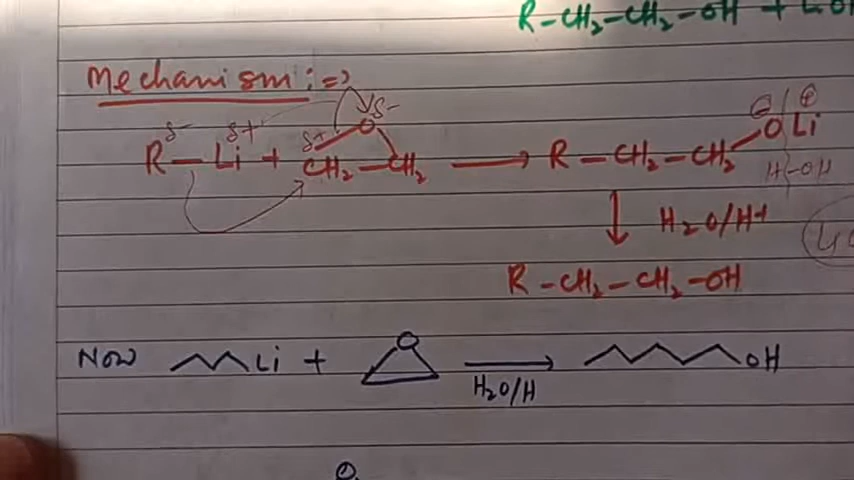 R-CH₂-CH₂-OH + LiOH
Mechanism :=>
δ- δ+ δ+ δ-
R-Li + CH₂-CH₂ O → R-CH₂-CH₂ O⊖ Li⊕
H-OH
↓ H₂O/H+
R-CH₂-CH₂-OH
Now Li + O → OH
H₂O/H
O